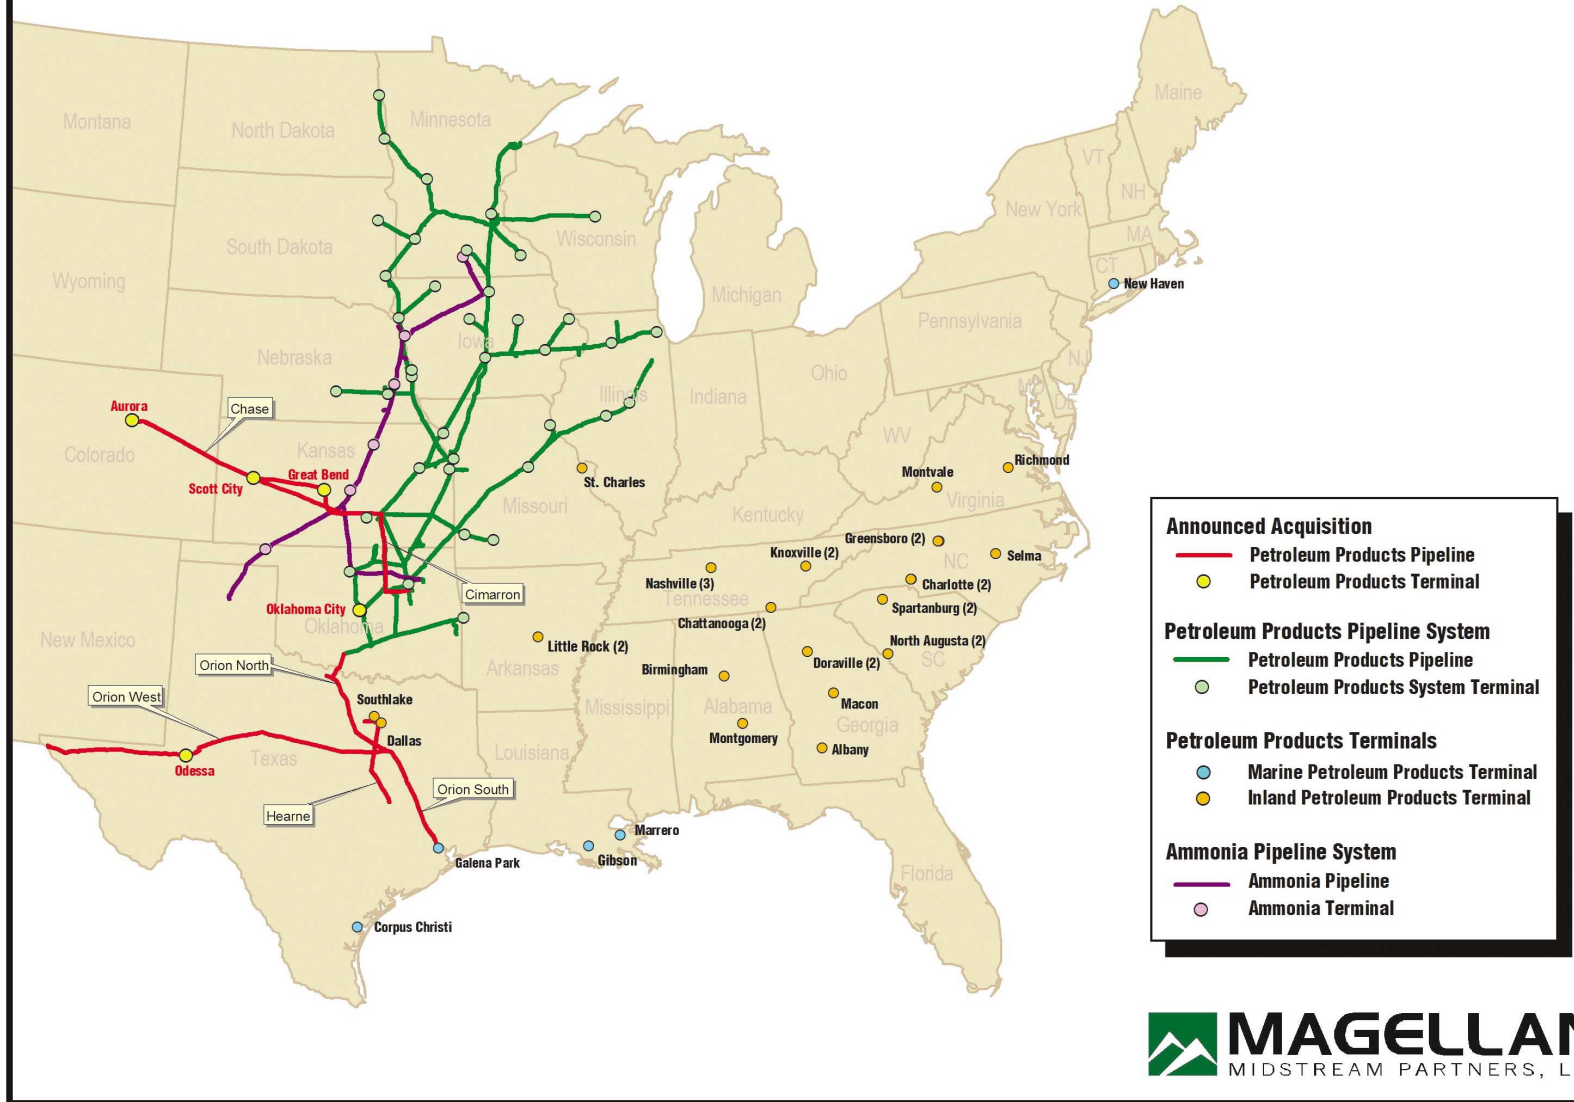 Maine
Montana
North Dakota
Minnesota
VT
NH
New York
MA
South Dakota
Wisconsin
CT
Wyoming
New Haven
Michigan
Pennsylvania
Nebraska
Iowa
NJ
Ohio
MD
DE
Illinois
Indiana
Aurora
Chase
WV
Colorado
Kansas
Richmond
Montvale
Great Bend
Scott City
St. Charles
Virginia
Missouri
Kentucky
Greensboro (2)
Knoxville (2)
Selma
NC
Nashville (3)
Charlotte (2)
Cimarron
Tennessee
Spartanburg (2)
Oklahoma City
Chattanooga (2)
Oklahoma
New Mexico
Little Rock (2)
North Augusta (2)
Orion North
Arkansas
Birmingham
Doraville (2)
SC
Orion West
Southlake
Mississippi
Alabama
Macon
Georgia
Dallas
Montgomery
Albany
Texas
Louisiana
Odessa
Orion South
Hearne
Marrero
Galena Park
Gibson
Florida
Corpus Christi
Announced Acquisition
Petroleum Products Pipeline
Petroleum Products Terminal
Petroleum Products Pipeline System
Petroleum Products Pipeline
Petroleum Products System Terminal
Petroleum Products Terminals
Marine Petroleum Products Terminal
Inland Petroleum Products Terminal
Ammonia Pipeline System
Ammonia Pipeline
Ammonia Terminal
MAGELLAN
MIDSTREAM PARTNERS, L